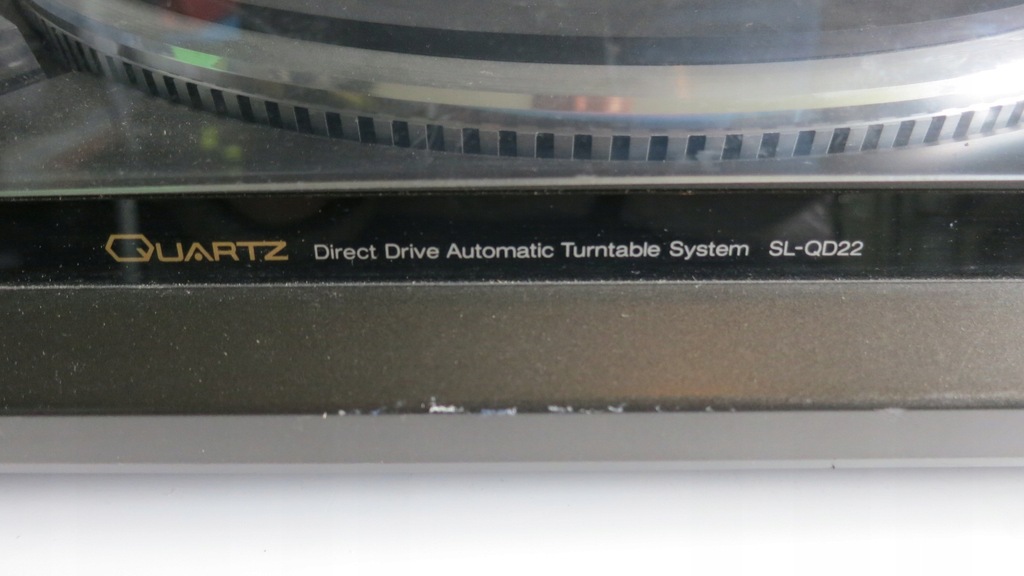 QUARTZ Direct Drive Automatic Turntable System SL-QD22